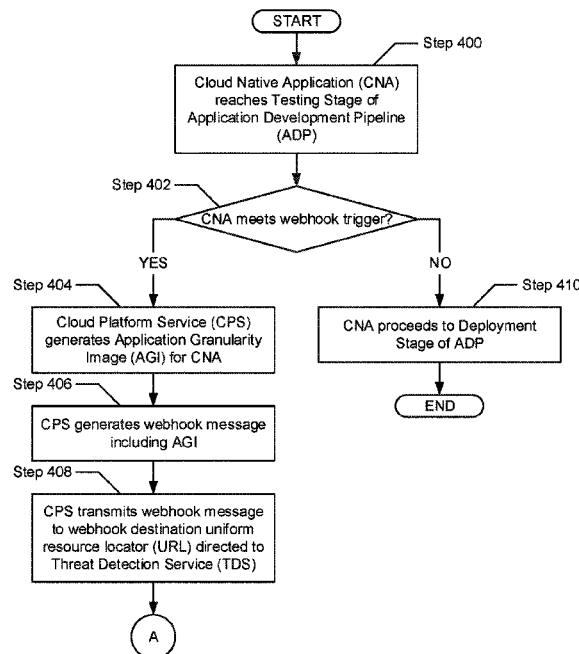 START
Step 400
Cloud Native Application (CNA)
reaches Testing Stage of
Application Development Pipeline
(ADP)
Step 402
CNA meets webhook trigger?
YES
NO
Step 404
Cloud Platform Service (CPS)
generates Application Granularity
Image (AGI) for CNA
Step 410
CNA proceeds to Deployment
Stage of ADP
END
Step 406
CPS generates webhook message
including AGI
Step 408
CPS transmits webhook message
to webhook destination uniform
resource locator (URL) directed to
Threat Detection Service (TDS)
A